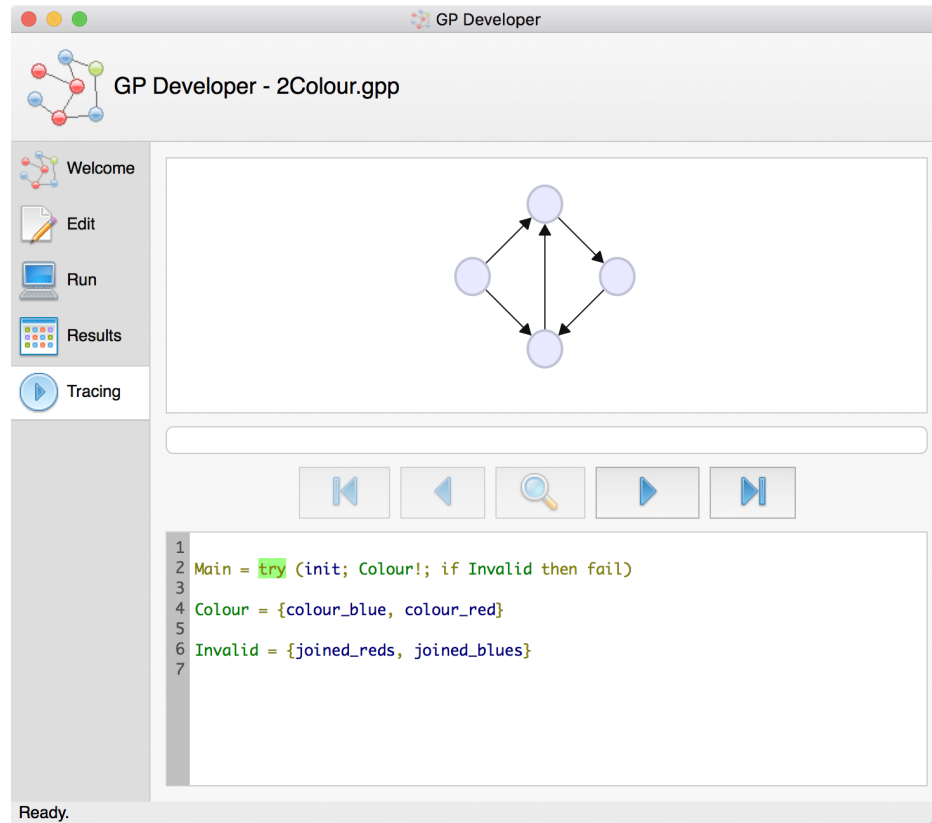 GP Developer
GP Developer - 2Colour.gpp
Welcome
Edit
Run
Results
Tracing
1
2 Main = try (init; Colour!; if Invalid then fail)
3
4 Colour = {colour_blue, colour_red}
5
6 Invalid = {joined_reds, joined_blues}
7
Ready.